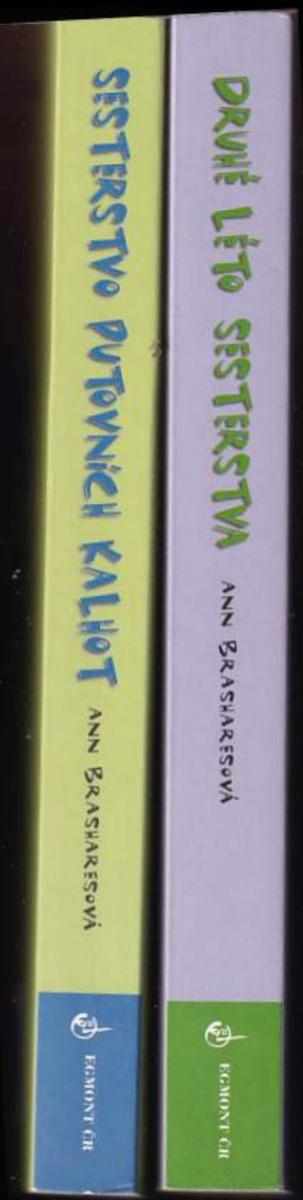 SESTERSTVO PUTOVNÍCH KALHOT
ANN BRASHARESOVÁ
EGMONT ČR
DRUHÉ LÉTO SESTERSTVA
ANN BRASHARESOVÁ
EGMONT ČR